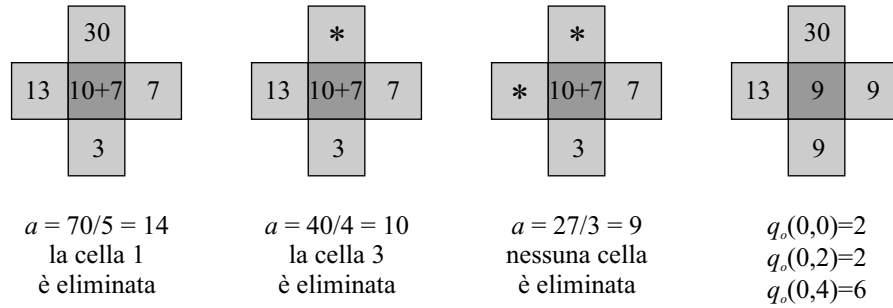 30
13 10+7 7
3
*
13 10+7 7
3
*
* 10+7 7
3
30
13 9 9
9
a = 70/5 = 14
la cella 1
è eliminata
a = 40/4 = 10
la cella 3
è eliminata
a = 27/3 = 9
nessuna cella
è eliminata
qₒ(0,0)=2
qₒ(0,2)=2
qₒ(0,4)=6